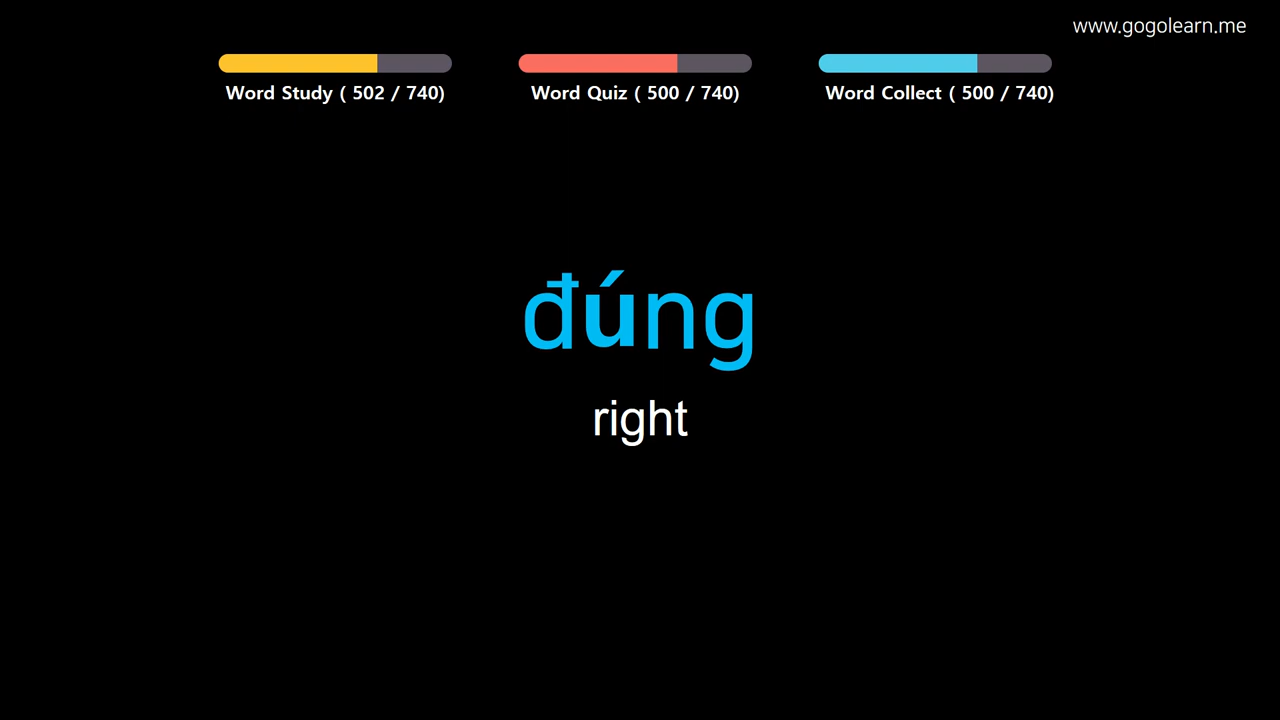 www.gogolearn.me
Word Study ( 502 / 740)
Word Quiz ( 500 / 740)
Word Collect ( 500 / 740)
đúng
right